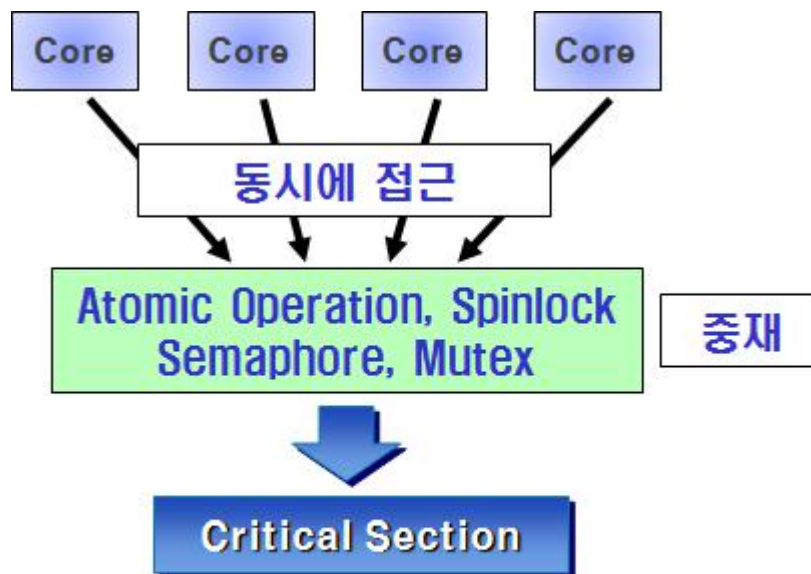 Core Core Core Core
동시에 접근
Atomic Operation, Spinlock
Semaphore, Mutex
중재
Critical Section